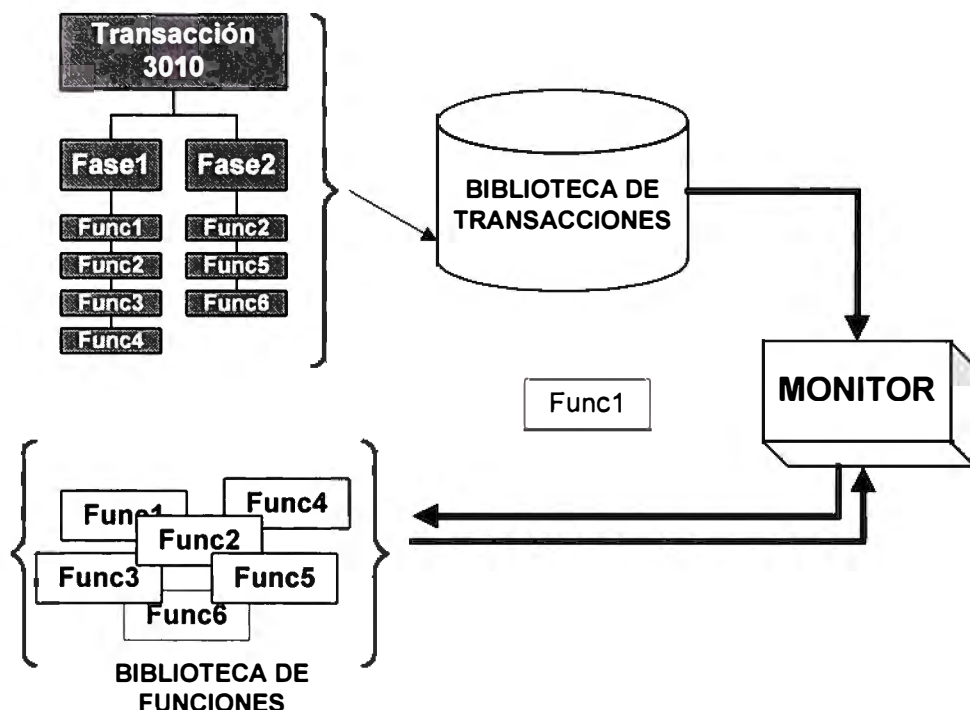 Transacción
3010
Fase1
Fase2
Func1
Func2
Func2
Func5
Func3
Func6
Func4
BIBLIOTECA DE
TRANSACCIONES
MONITOR
Func1
Func1
Func4
Func2
Func3
Func5
Func6
BIBLIOTECA DE
FUNCIONES